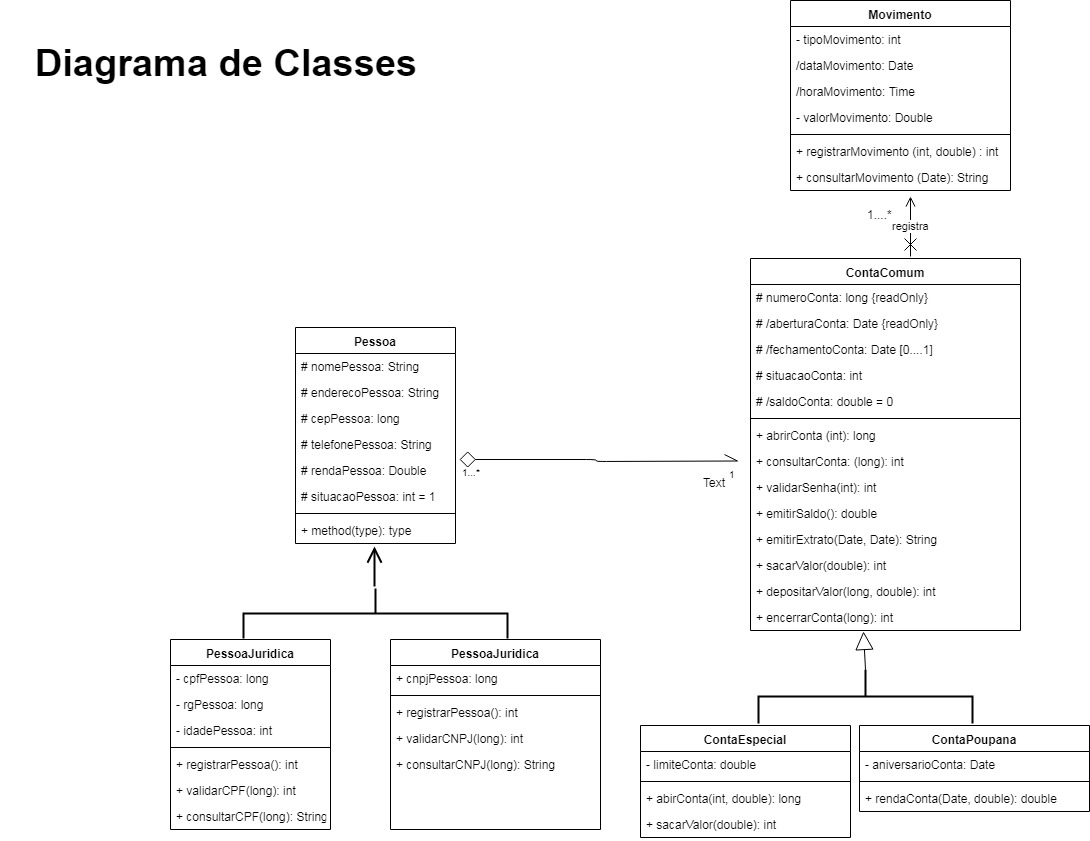 Diagrama de Classes
Movimento
- tipoMovimento: int
/dataMovimento: Date
/horaMovimento: Time
- valorMovimento: Double
+ registrarMovimento (int, double) : int
+ consultarMovimento (Date): String
1....*
registra
ContaComum
# numeroConta: long {readOnly}
# /aberturaConta: Date {readOnly}
# /fechamentoConta: Date [0....1]
# situacaoConta: int
# /saldoConta: double = 0
+ abrirConta (int): long
+ consultarConta: (long): int
+ validarSenha(int): int
+ emitirSaldo(): double
+ emitirExtrato(Date, Date): String
+ sacarValor(double): int
+ depositarValor(long, double): int
+ encerrarConta(long): int
Pessoa
# nomePessoa: String
# enderecoPessoa: String
# cepPessoa: long
# telefonePessoa: String
# rendaPessoa: Double
# situacaoPessoa: int = 1
+ method(type): type
1...*
Text
1
PessoaJuridica
- cpfPessoa: long
- rgPessoa: long
- idadePessoa: int
+ registrarPessoa(): int
+ validarCPF(long): int
+ consultarCPF(long): String
PessoaJuridica
+ cnpjPessoa: long
+ registrarPessoa(): int
+ validarCNPJ(long): int
+ consultarCNPJ(long): String
ContaEspecial
- limiteConta: double
+ abirConta(int, double): long
+ sacarValor(double): int
ContaPoupana
- aniversarioConta: Date
+ rendaConta(Date, double): double